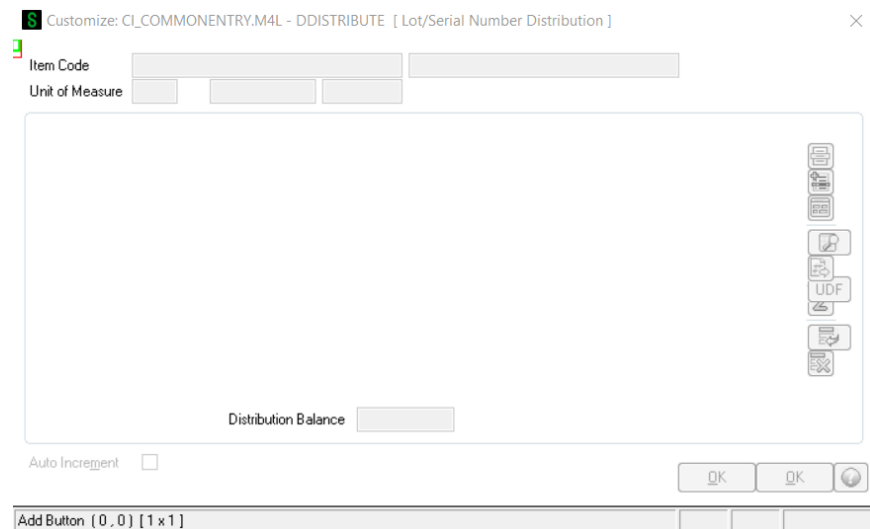 S Customize: CI_COMMONENTRY.M4L - DDISTRIBUTE [ Lot/Serial Number Distribution ]
Item Code
Unit of Measure
UDF
Distribution Balance
Auto Increment
OK OK
Add Button (0,0) [1x1]